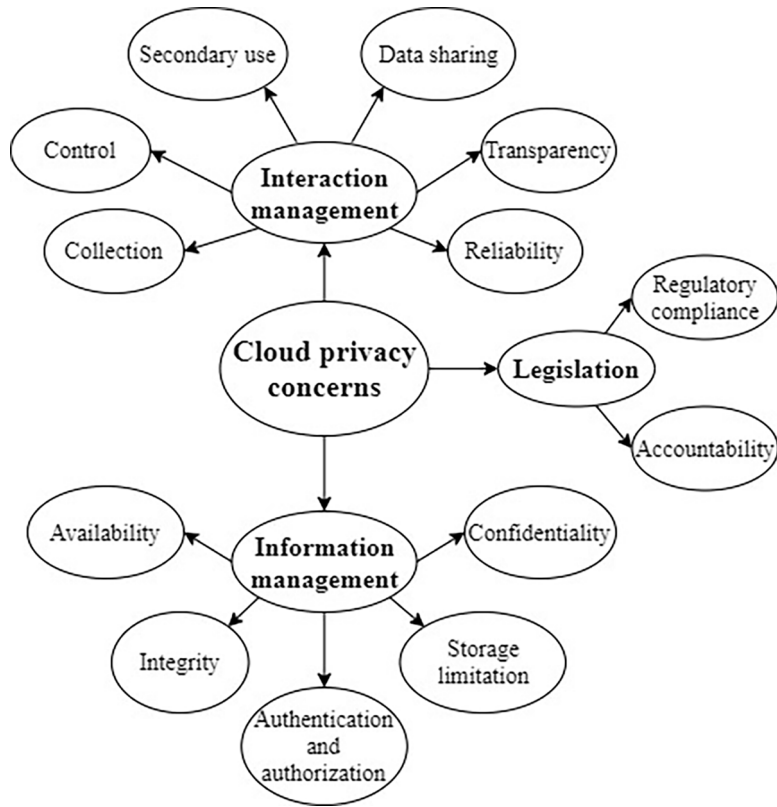 Secondary use
Data sharing
Control
Transparency
Interaction
management
Collection
Reliability
Regulatory
compliance
Cloud privacy
concerns
Legislation
Accountability
Availability
Confidentiality
Information
management
Integrity
Storage
limitation
Authentication
and
authorization